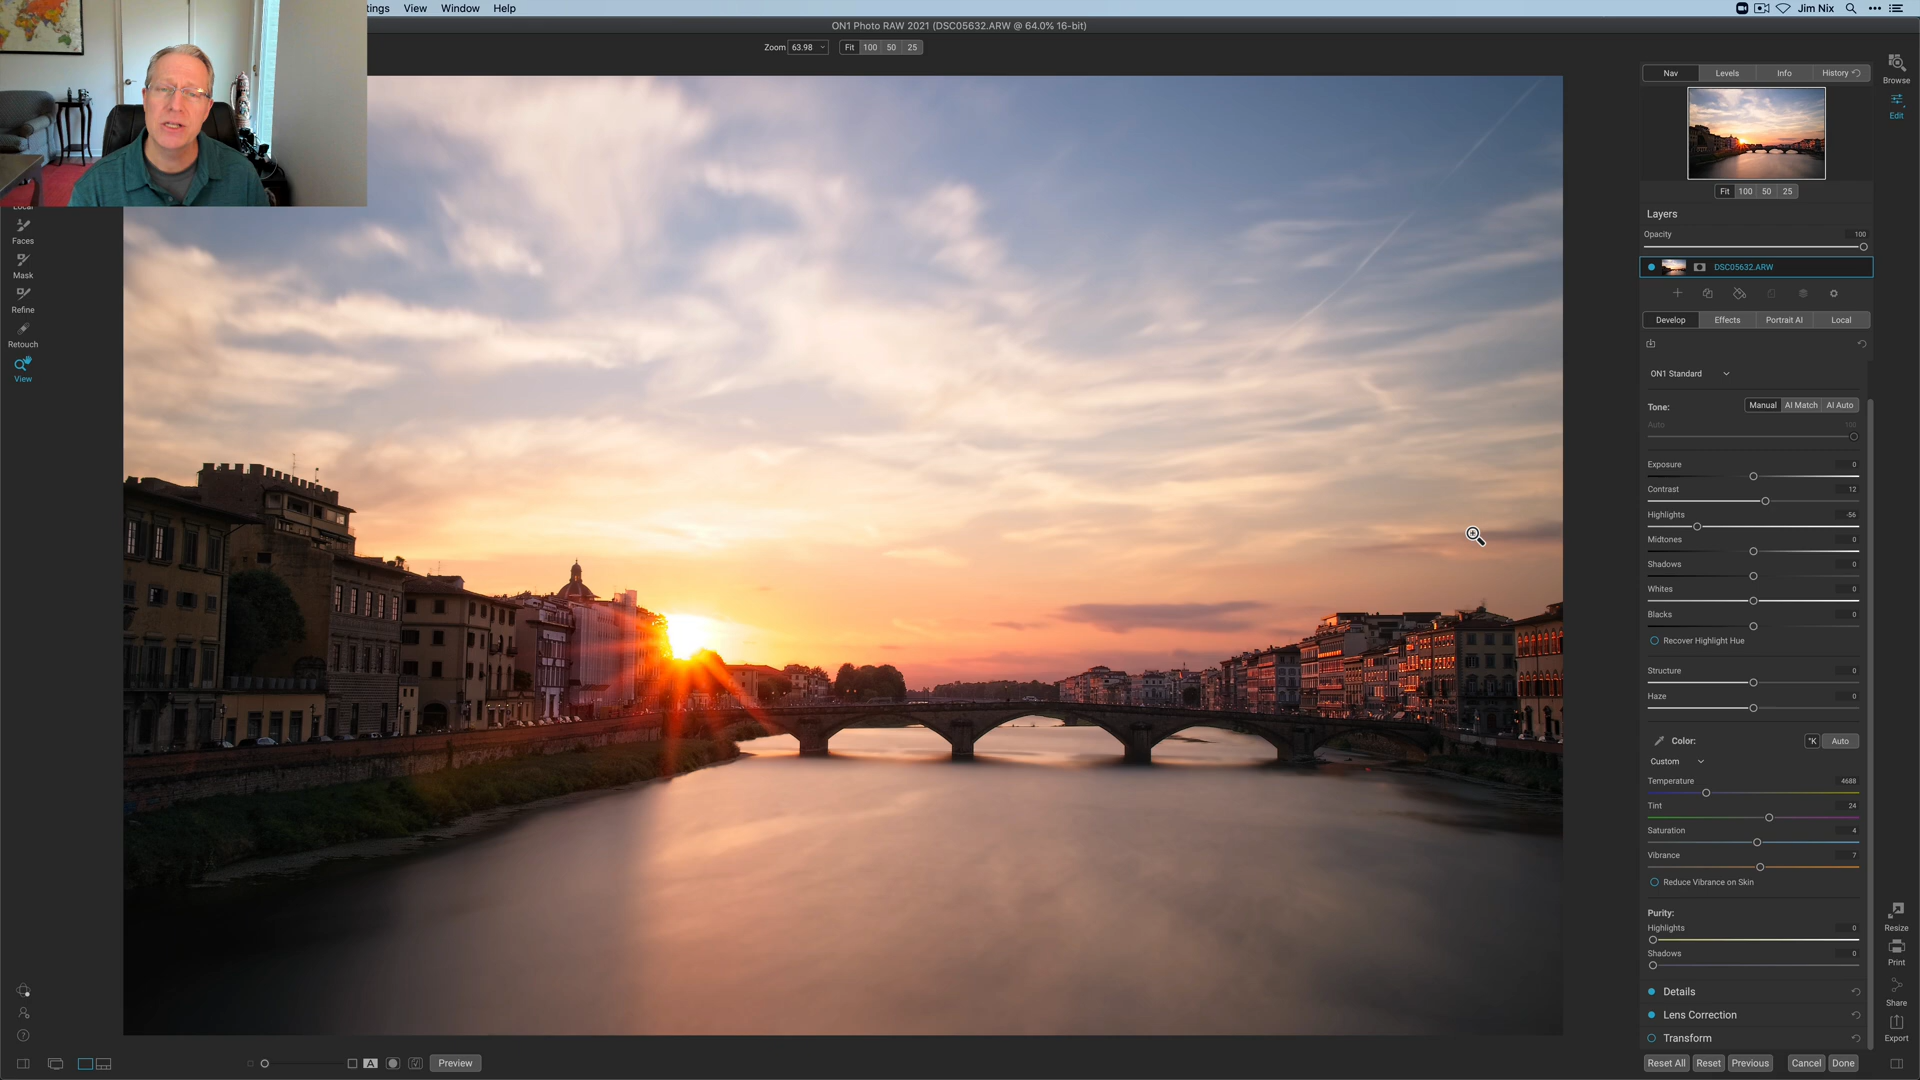 tings View Window Help
Jim Nix
ON1 Photo RAW 2021 (DSC05632.ARW @ 64.0% 16-bit)
Zoom 63.98 Fit 100 50 25
Nav Levels Info History
Browse
Edit
Fit 100 50 25
Layers
Opacity 100
DSC05632.ARW
Develop Effects Portrait AI Local
ON1 Standard
Tone: Manual AI Match AI Auto
Auto 100
Exposure 0
Contrast 12
Highlights -56
Midtones 0
Shadows 0
Whites 0
Blacks 0
Recover Highlight Hue
Structure 0
Haze 0
Color: °K Auto
Custom
Temperature 4688
Tint 24
Saturation 4
Vibrance 7
Reduce Vibrance on Skin
Purity:
Highlights 0
Shadows 0
Details
Lens Correction
Transform
Reset All Reset Previous Cancel Done
Resize
Print
Share
Export
Local
Faces
Mask
Refine
Retouch
View
A Preview